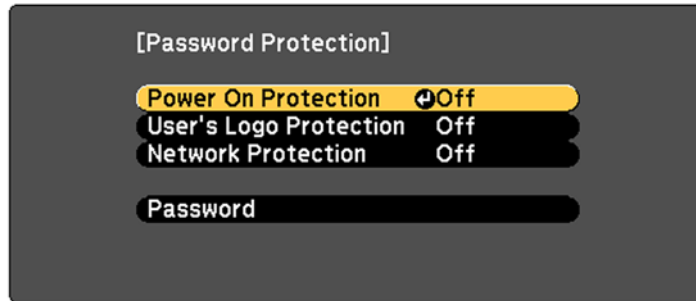 [Password Protection]
Power On Protection Off
User's Logo Protection Off
Network Protection Off
Password